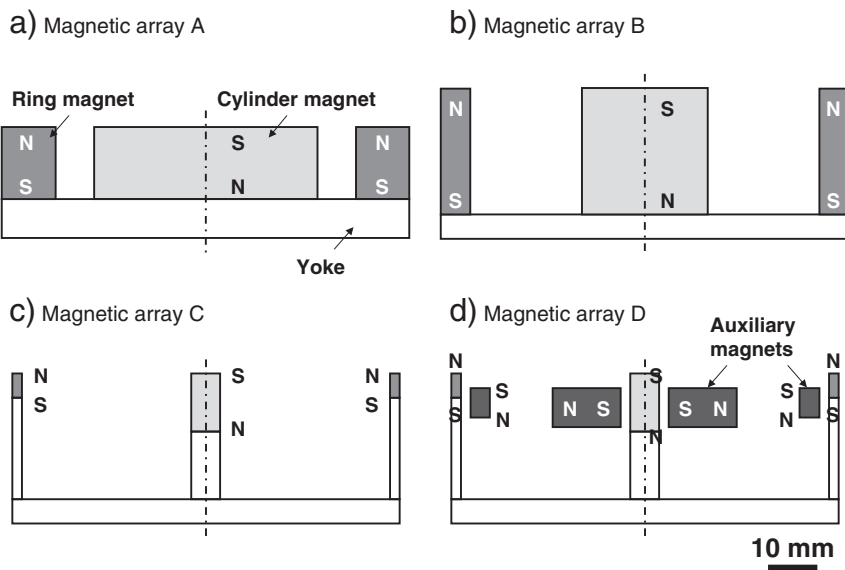 a) Magnetic array A
Ring magnet
Cylinder magnet
N S N
S N S
Yoke
b) Magnetic array B
N S N
S N S
c) Magnetic array C
N S N
S N S
d) Magnetic array D
Auxiliary
magnets
N S N
S S
S N S S N S
N N
N
10 mm